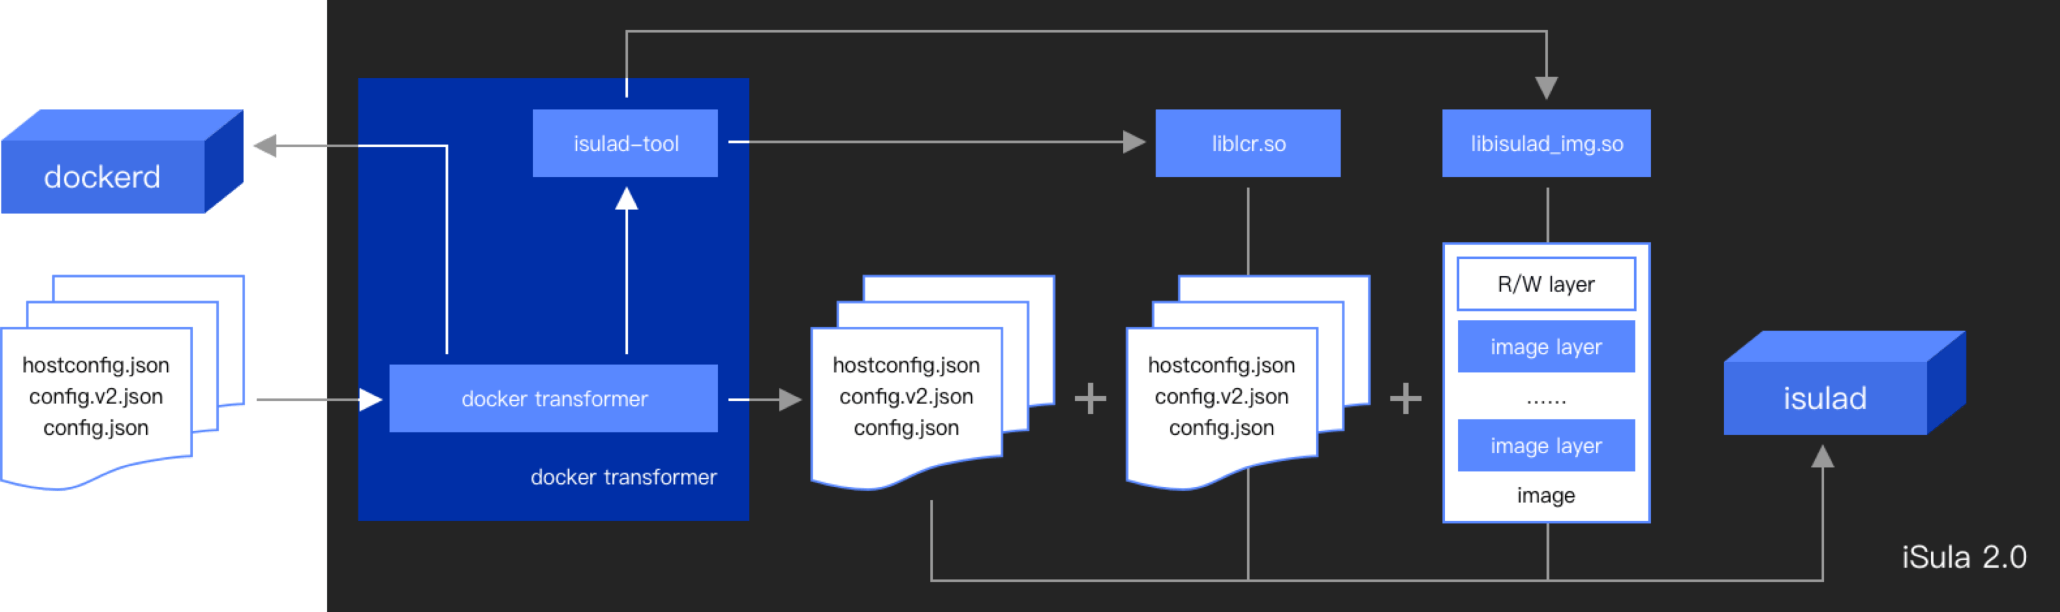 dockerd
hostconfig.json
config.v2.json
config.json
isulad-tool
docker transformer
docker transformer
liblcr.so
libisulad_img.so
hostconfig.json
config.v2.json
config.json
+
hostconfig.json
config.v2.json
config.json
+
R/W layer
image layer
......
image layer
image
isulad
iSula 2.0